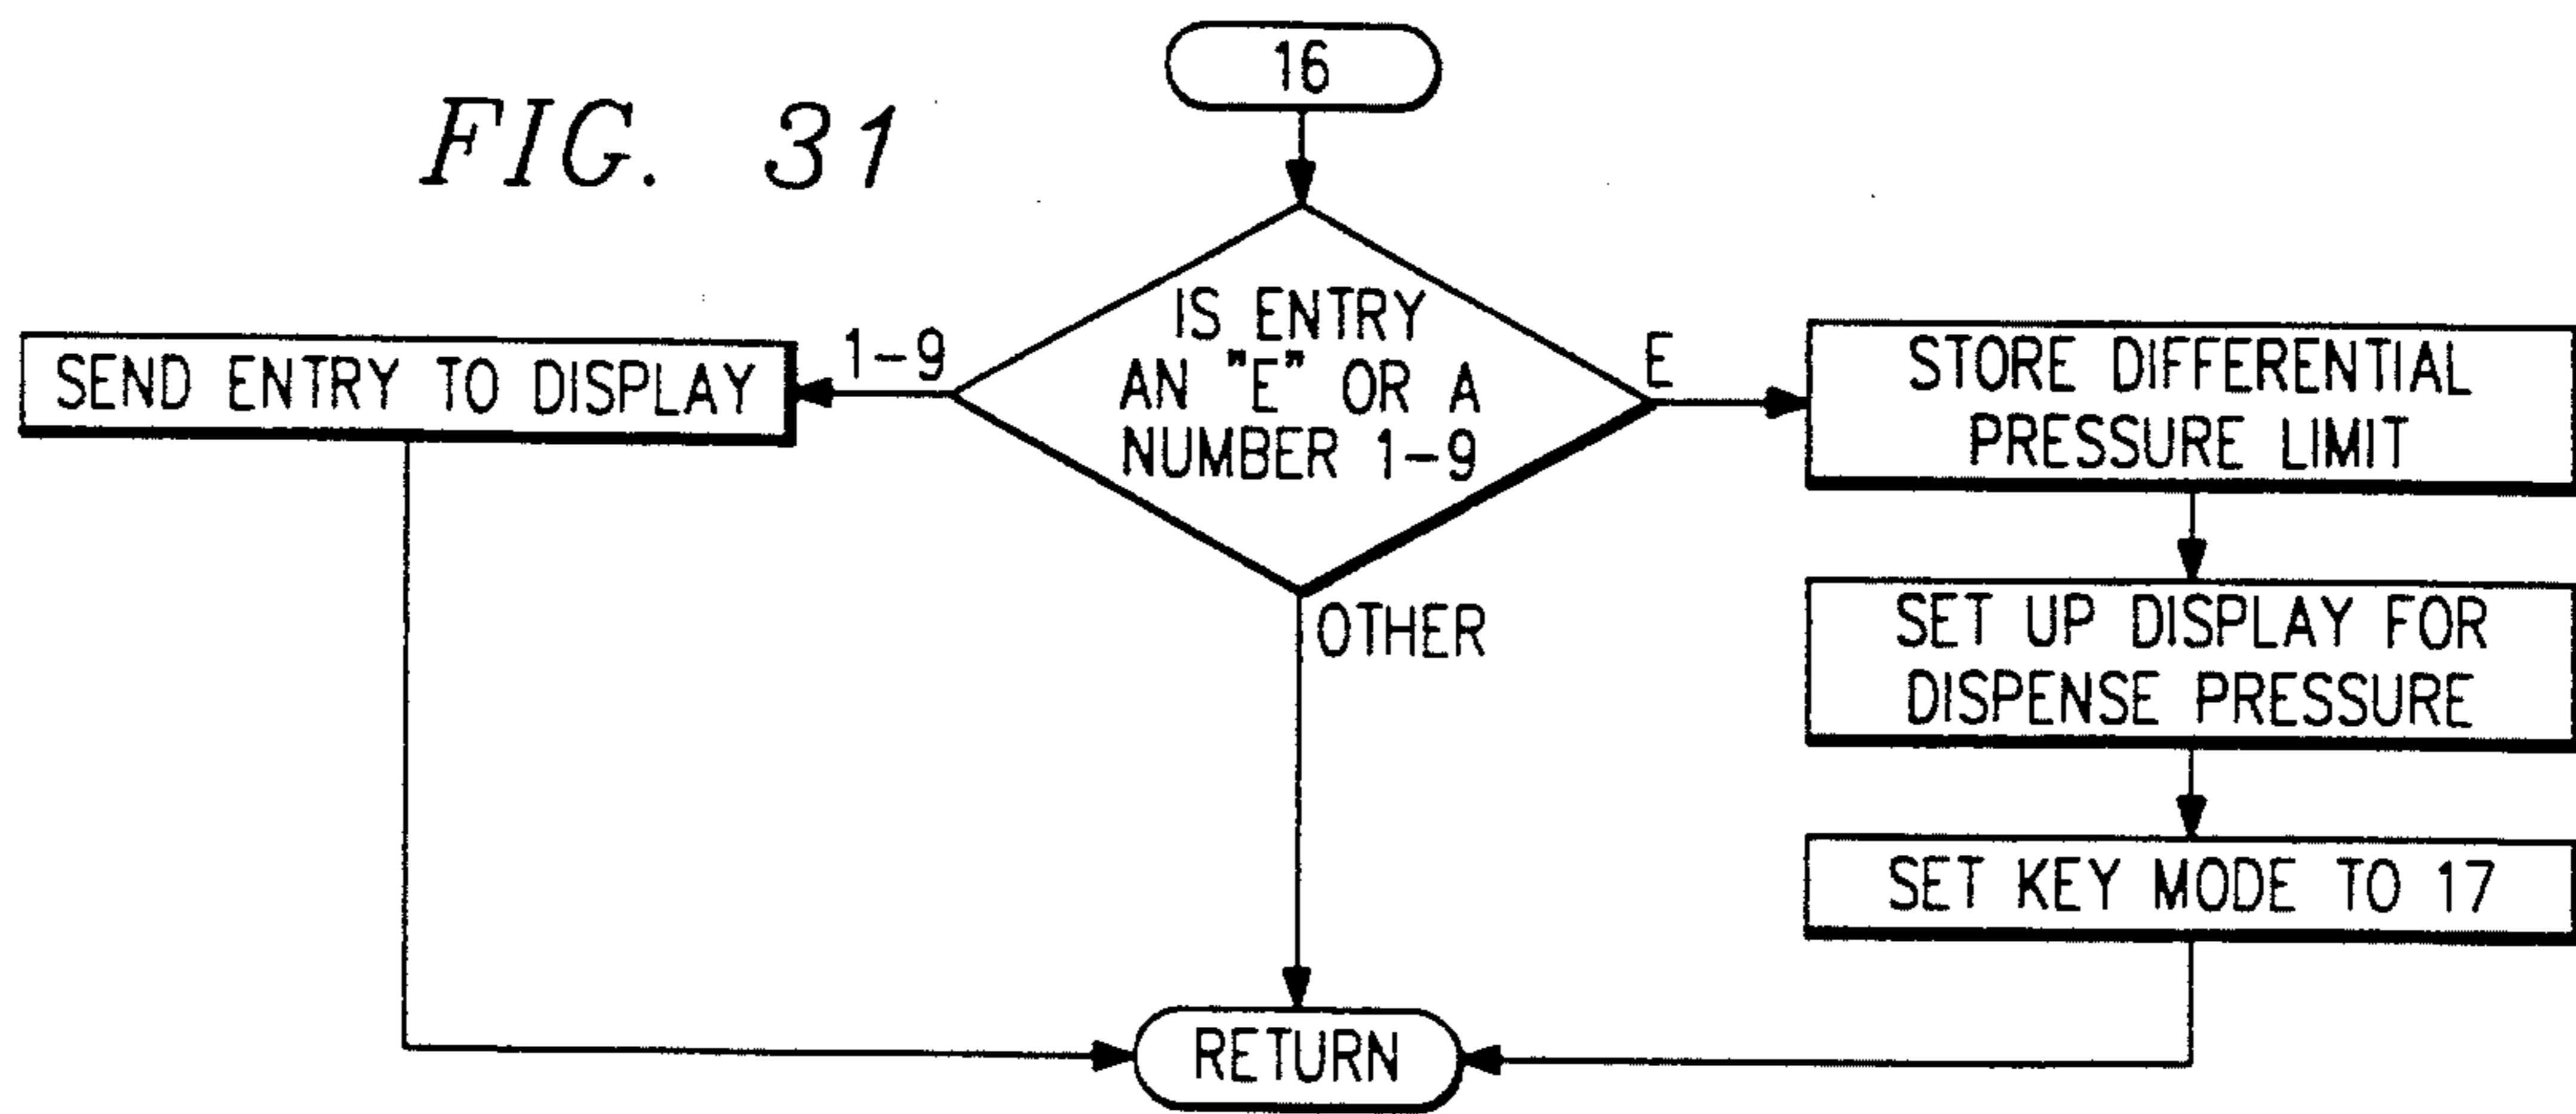 FIG. 31
16
IS ENTRY
AN "E" OR A
NUMBER 1-9
1-9
E
OTHER
SEND ENTRY TO DISPLAY
STORE DIFFERENTIAL
PRESSURE LIMIT
SET UP DISPLAY FOR
DISPENSE PRESSURE
SET KEY MODE TO 17
RETURN